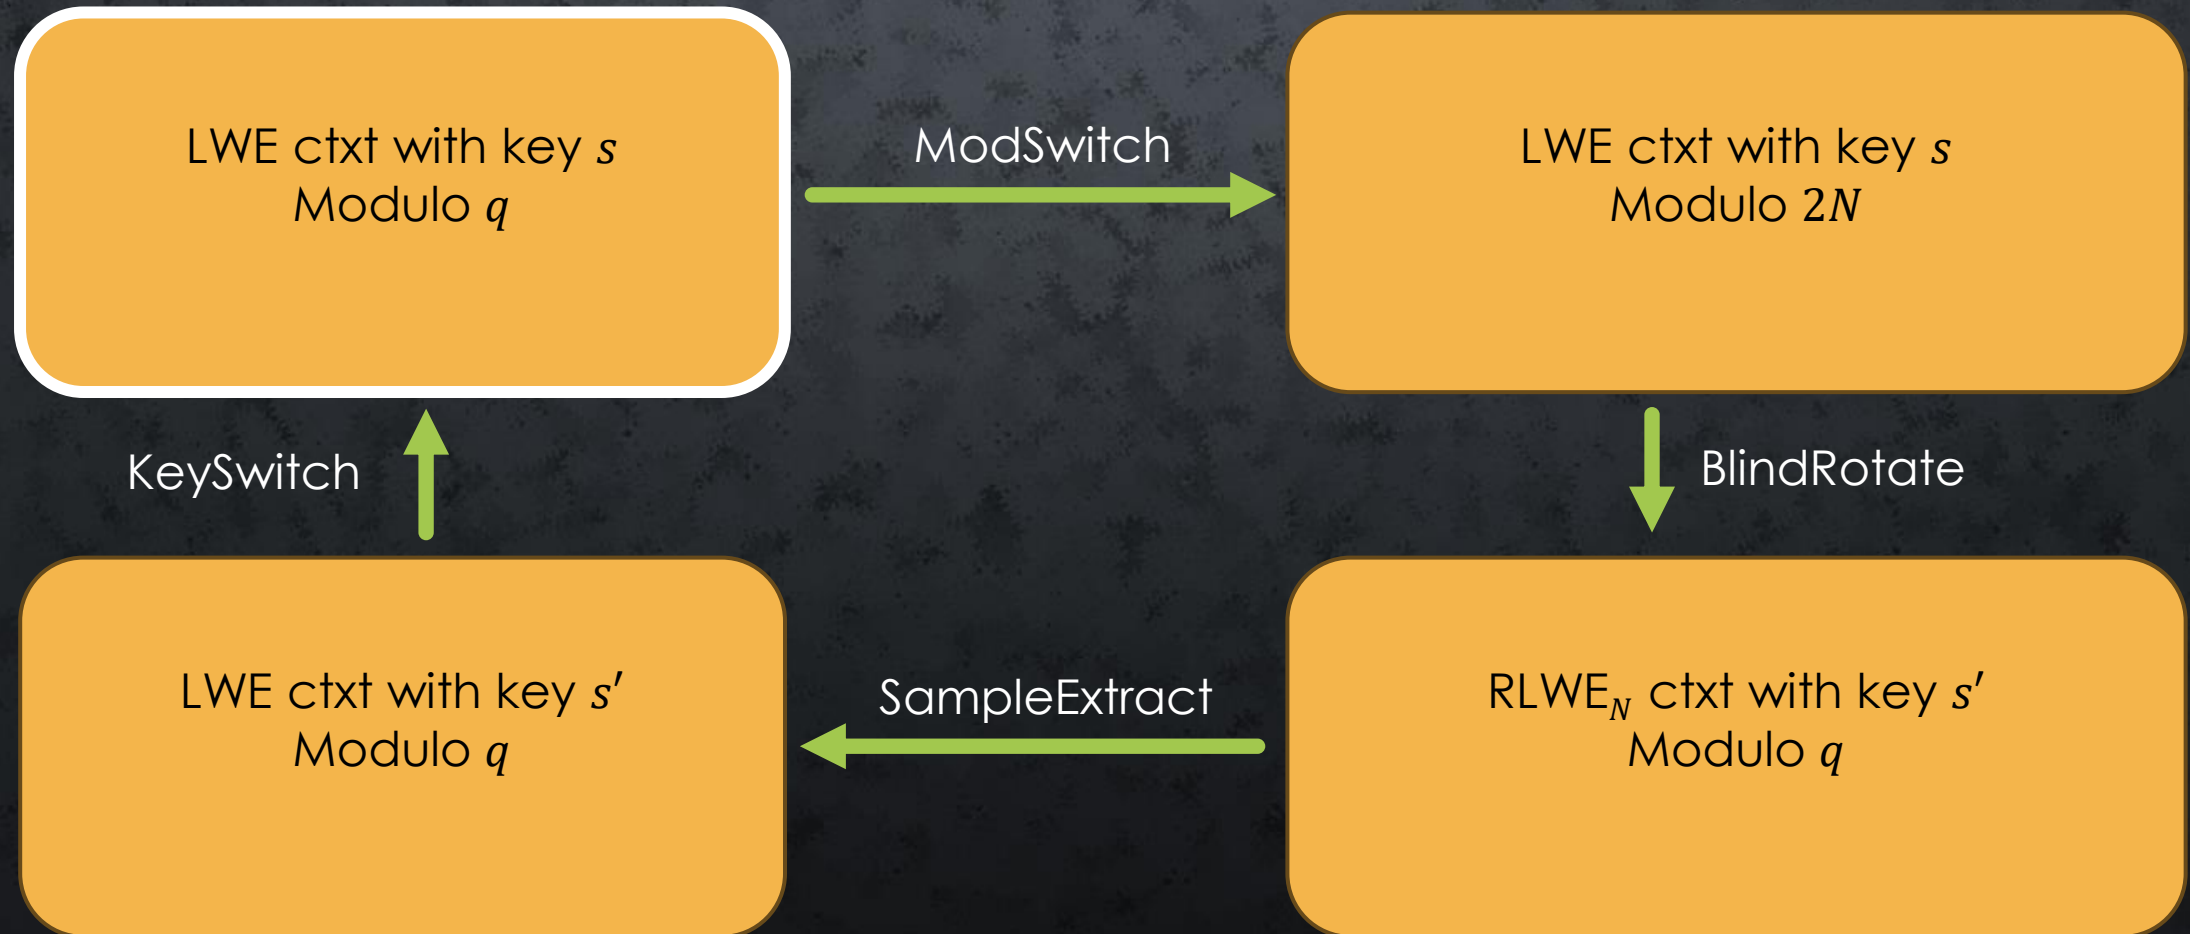 LWE ctxt with key s
Modulo q
ModSwitch
LWE ctxt with key s
Modulo 2N
KeySwitch
BlindRotate
LWE ctxt with key s′
Modulo q
SampleExtract
RLWE_N ctxt with key s′
Modulo q